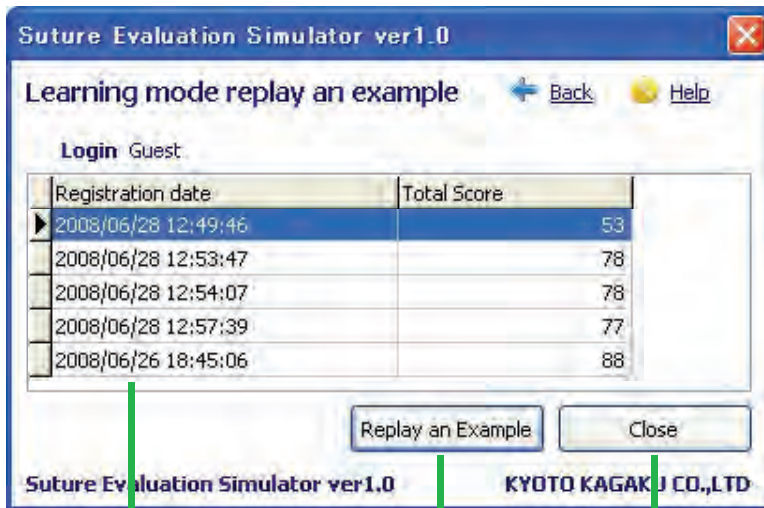 Suture Evaluation Simulator ver1.0
Learning mode replay an example Back Help
Login Guest
Registration date Total Score
2008/06/28 12:49:46 53
2008/06/28 12:53:47 78
2008/06/28 12:54:07 78
2008/06/28 12:57:39 77
2008/06/26 18:45:06 88
Replay an Example Close
Suture Evaluation Simulator ver1.0 KYOTO KAGAKU CO.,LTD